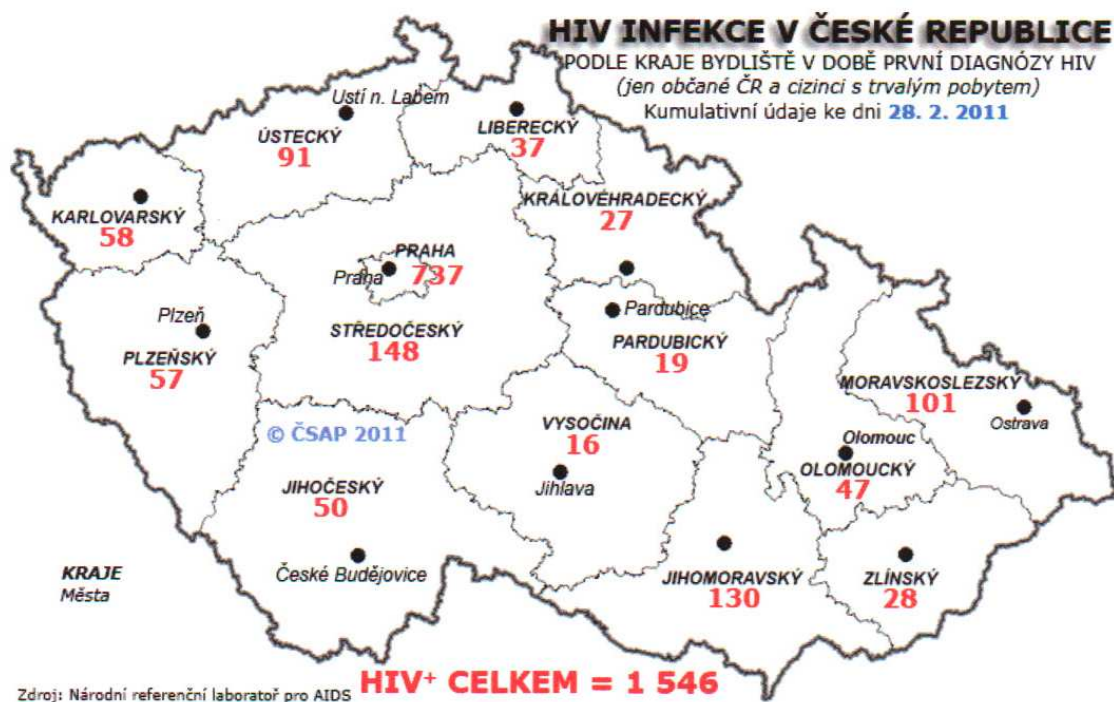 HIV INFEKCE V ČESKÉ REPUBLICE
PODLE KRAJE BYDLIŠTĚ V DOBĚ PRVNÍ DIAGNÓZY HIV
(jen občané ČR a cizinci s trvalým pobytem)
Kumulativní údaje ke dni 28. 2. 2011
Ústí n. Labem
ÚSTECKÝ
91
LIBERECKÝ
37
KARLOVARSKÝ
58
KRÁLOVÉHRADECKÝ
27
PRAHA
Praha 737
Plzeň
PLZEŇSKÝ
57
STŘEDOČESKÝ
148
Pardubice
PARDUBICKÝ
19
MORAVSKOSLEZSKÝ
101
Ostrava
© ČSAP 2011
VYSOČINA
16
Jihlava
Olomouc
OLOMOUCKÝ
47
JIHOČESKÝ
50
České Budějovice
JIHOMORAVSKÝ
130
ZLÍNSKÝ
28
KRAJE
Města
HIV+ CELKEM = 1 546
Zdroj: Národní referenční laboratoř pro AIDS